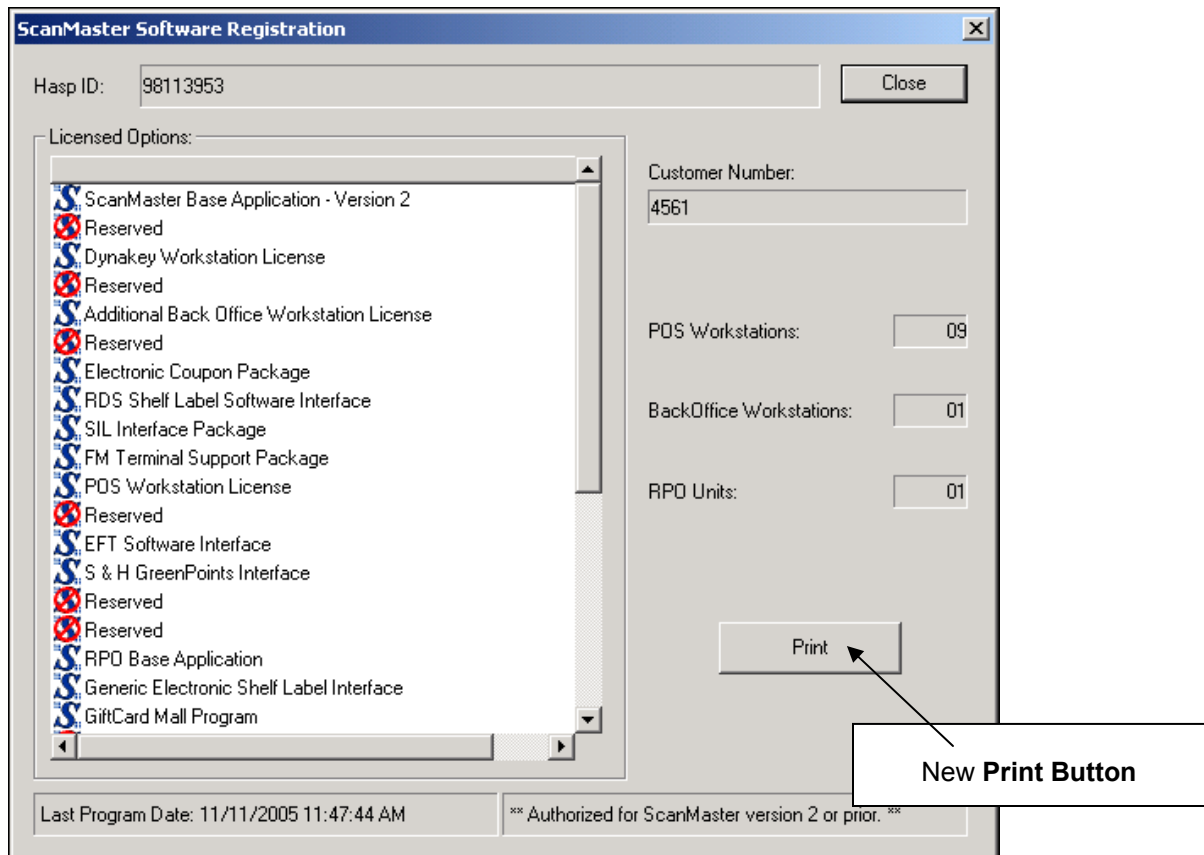 ScanMaster Software Registration
Hasp ID: 98113953
Close
Licensed Options:
ScanMaster Base Application - Version 2
Reserved
Dynakey Workstation License
Reserved
Additional Back Office Workstation License
Reserved
Electronic Coupon Package
RDS Shelf Label Software Interface
SIL Interface Package
FM Terminal Support Package
POS Workstation License
Reserved
EFT Software Interface
S & H GreenPoints Interface
Reserved
Reserved
RPO Base Application
Generic Electronic Shelf Label Interface
GiftCard Mall Program
Customer Number:
4561
POS Workstations: 09
BackOffice Workstations: 01
RPO Units: 01
Print
New Print Button
Last Program Date: 11/11/2005 11:47:44 AM
** Authorized for ScanMaster version 2 or prior. **